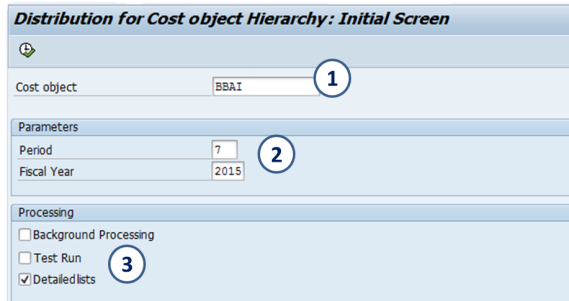 Distribution for Cost object Hierarchy: Initial Screen
Cost object BBAI 1
Parameters
Period 7
2
Fiscal Year 2015
Processing
Background Processing
Test Run
3
Detailed lists